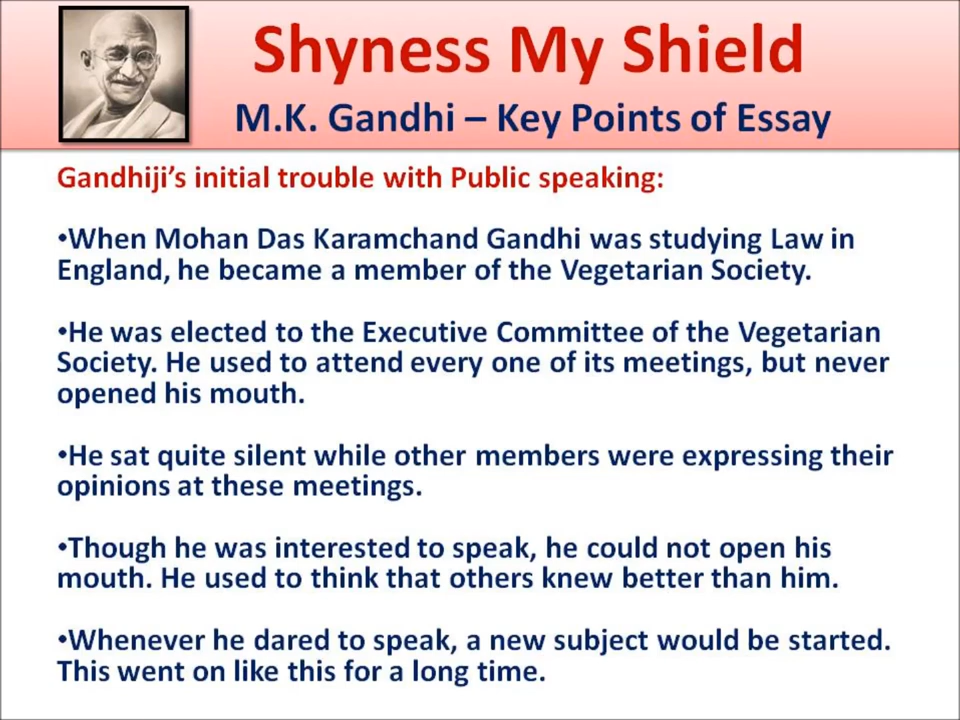 Shyness My Shield
M.K. Gandhi – Key Points of Essay
Gandhiji's initial trouble with Public speaking:
•When Mohan Das Karamchand Gandhi was studying Law in
England, he became a member of the Vegetarian Society.
•He was elected to the Executive Committee of the Vegetarian
Society. He used to attend every one of its meetings, but never
opened his mouth.
•He sat quite silent while other members were expressing their
opinions at these meetings.
•Though he was interested to speak, he could not open his
mouth. He used to think that others knew better than him.
•Whenever he dared to speak, a new subject would be started.
This went on like this for a long time.